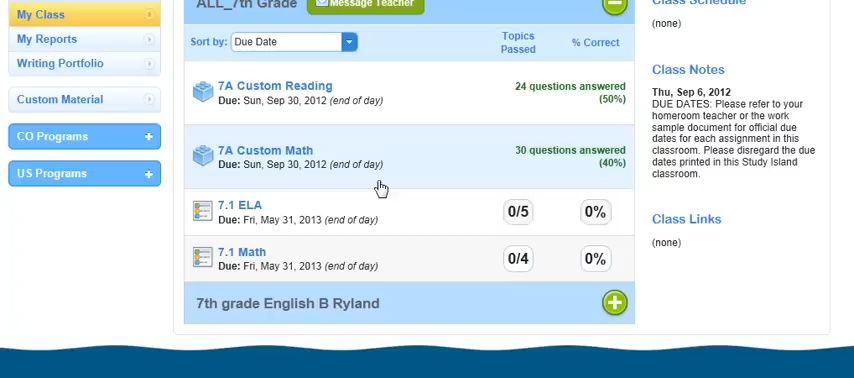 My Class
My Reports
Writing Portfolio
Custom Material
CO Programs
US Programs
ALL_7th Grade
Message Teacher
Sort by: Due Date
Topics
Passed
% Correct
7A Custom Reading
Due: Sun, Sep 30, 2012 (end of day)
24 questions answered
(50%)
7A Custom Math
Due: Sun, Sep 30, 2012 (end of day)
30 questions answered
(40%)
7.1 ELA
Due: Fri, May 31, 2013 (end of day)
0/5
0%
7.1 Math
Due: Fri, May 31, 2013 (end of day)
0/4
0%
7th grade English B Ryland
Class Schedule
(none)
Class Notes
Thu, Sep 6, 2012
DUE DATES: Please refer to your
homeroom teacher or the work
sample document for official due
dates for each assignment in this
classroom. Please disregard the due
dates printed in this Study Island
classroom.
Class Links
(none)